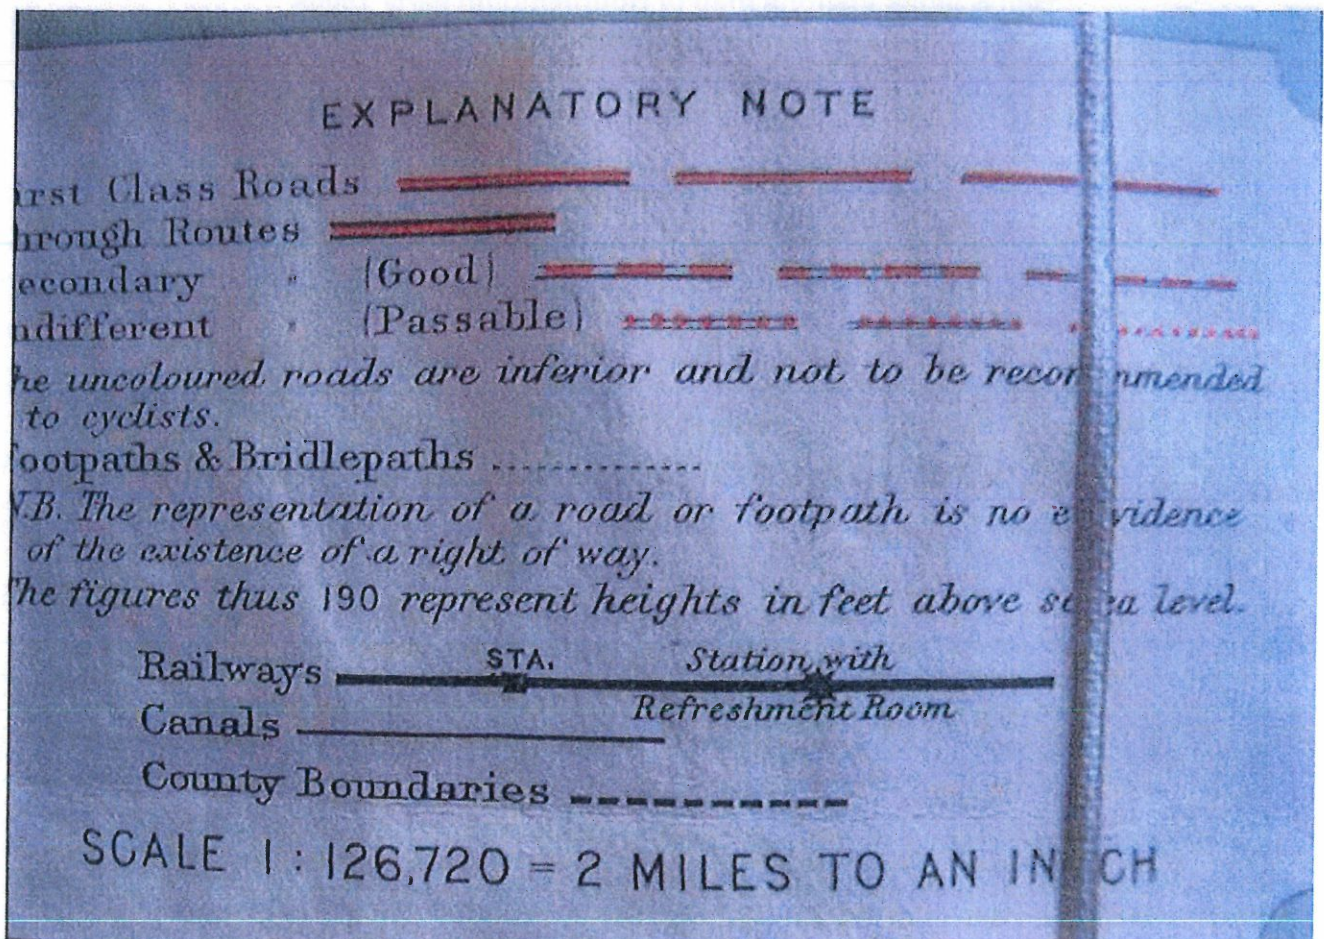 EXPLANATORY NOTE
irst Class Roads
hrough Routes
econdary " (Good)
ndifferent " (Passable)
he uncoloured roads are inferior and not to be recommended
to cyclists.
ootpaths & Bridlepaths
N.B. The representation of a road or footpath is no evidence
of the existence of a right of way.
The figures thus 190 represent heights in feet above sea level.
Railways STA. Station with
Refreshment Room
Canals
County Boundaries
SCALE 1 : 126,720 = 2 MILES TO AN INCH